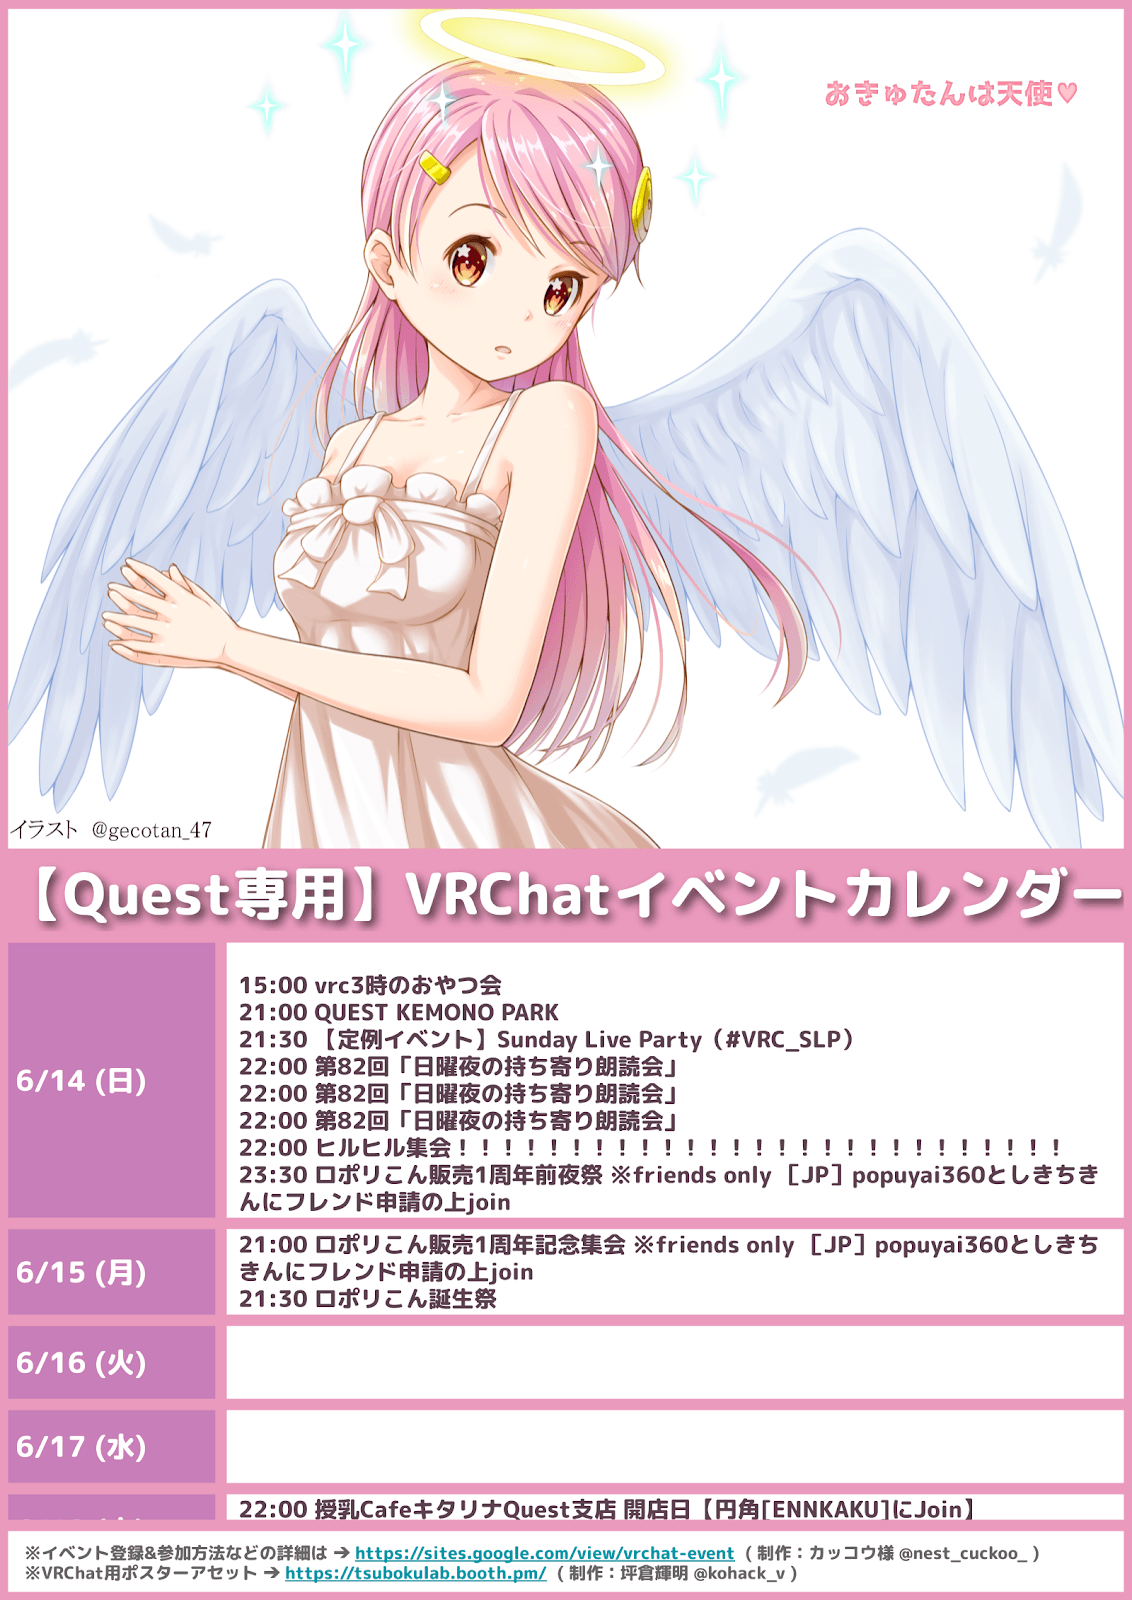 おきゅたんは天使♥
イラスト @gecotan_47
【Quest専用】VRChatイベントカレンダー
6/14 (日)
15:00 vrc3時のおやつ会
21:00 QUEST KEMONO PARK
21:30 【定例イベント】Sunday Live Party（#VRC_SLP）
22:00 第82回「日曜夜の持ち寄り朗読会」
22:00 第82回「日曜夜の持ち寄り朗読会」
22:00 第82回「日曜夜の持ち寄り朗読会」
22:00 ヒルヒル集会！！！！！！！！！！！！！！！！！！！！！！！！！！！
23:30 ロポリこん販売1周年前夜祭 ※friends only ［JP］popuyai360としきちき
んにフレンド申請の上join
6/15 (月)
21:00 ロポリこん販売1周年記念集会 ※friends only ［JP］popuyai360としきち
きんにフレンド申請の上join
21:30 ロポリこん誕生祭
6/16 (火)
6/17 (水)
22:00 授乳CafeキタリナQuest支店 開店日【円角[ENNKAKU]にJoin】
※イベント登録&参加方法などの詳細は ➔ https://sites.google.com/view/vrchat-event ( 制作：カッコウ様 @nest_cuckoo_ )
※VRChat用ポスターアセット ➔ https://tsubokulab.booth.pm/ ( 制作：坪倉輝明 @kohack_v )